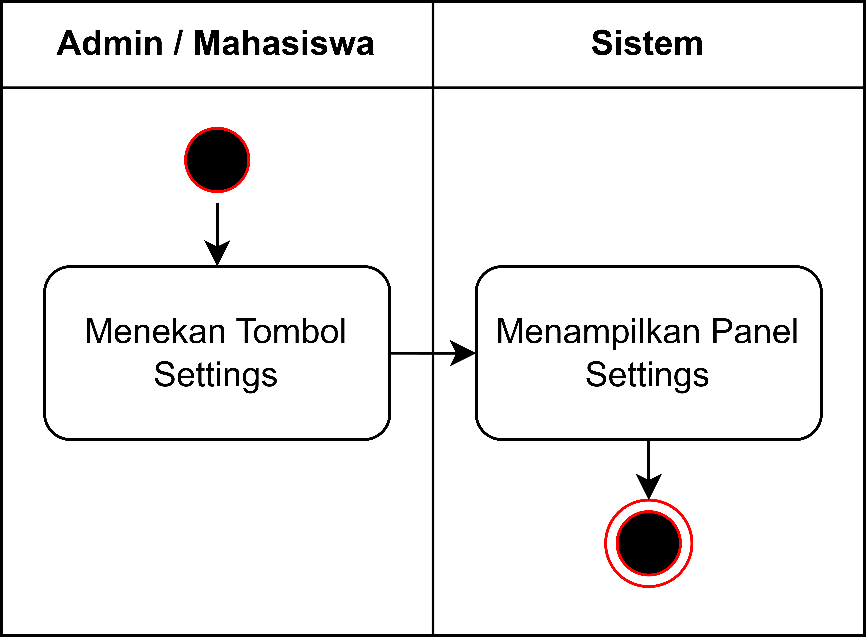 Admin / Mahasiswa
Sistem
Menekan Tombol
Settings
Menampilkan Panel
Settings